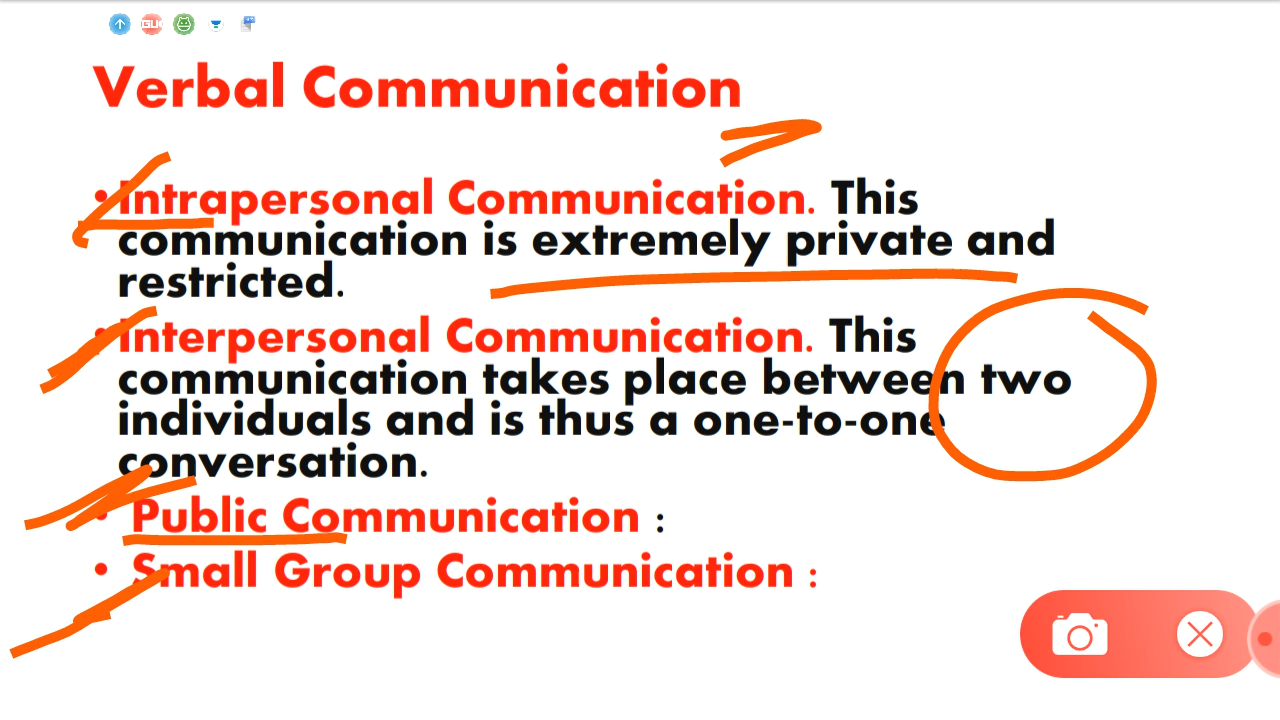 Verbal Communication
• Intrapersonal Communication. This
communication is extremely private and
restricted.
• Interpersonal Communication. This
communication takes place between two
individuals and is thus a one-to-one
conversation.
• Public Communication :
• Small Group Communication :